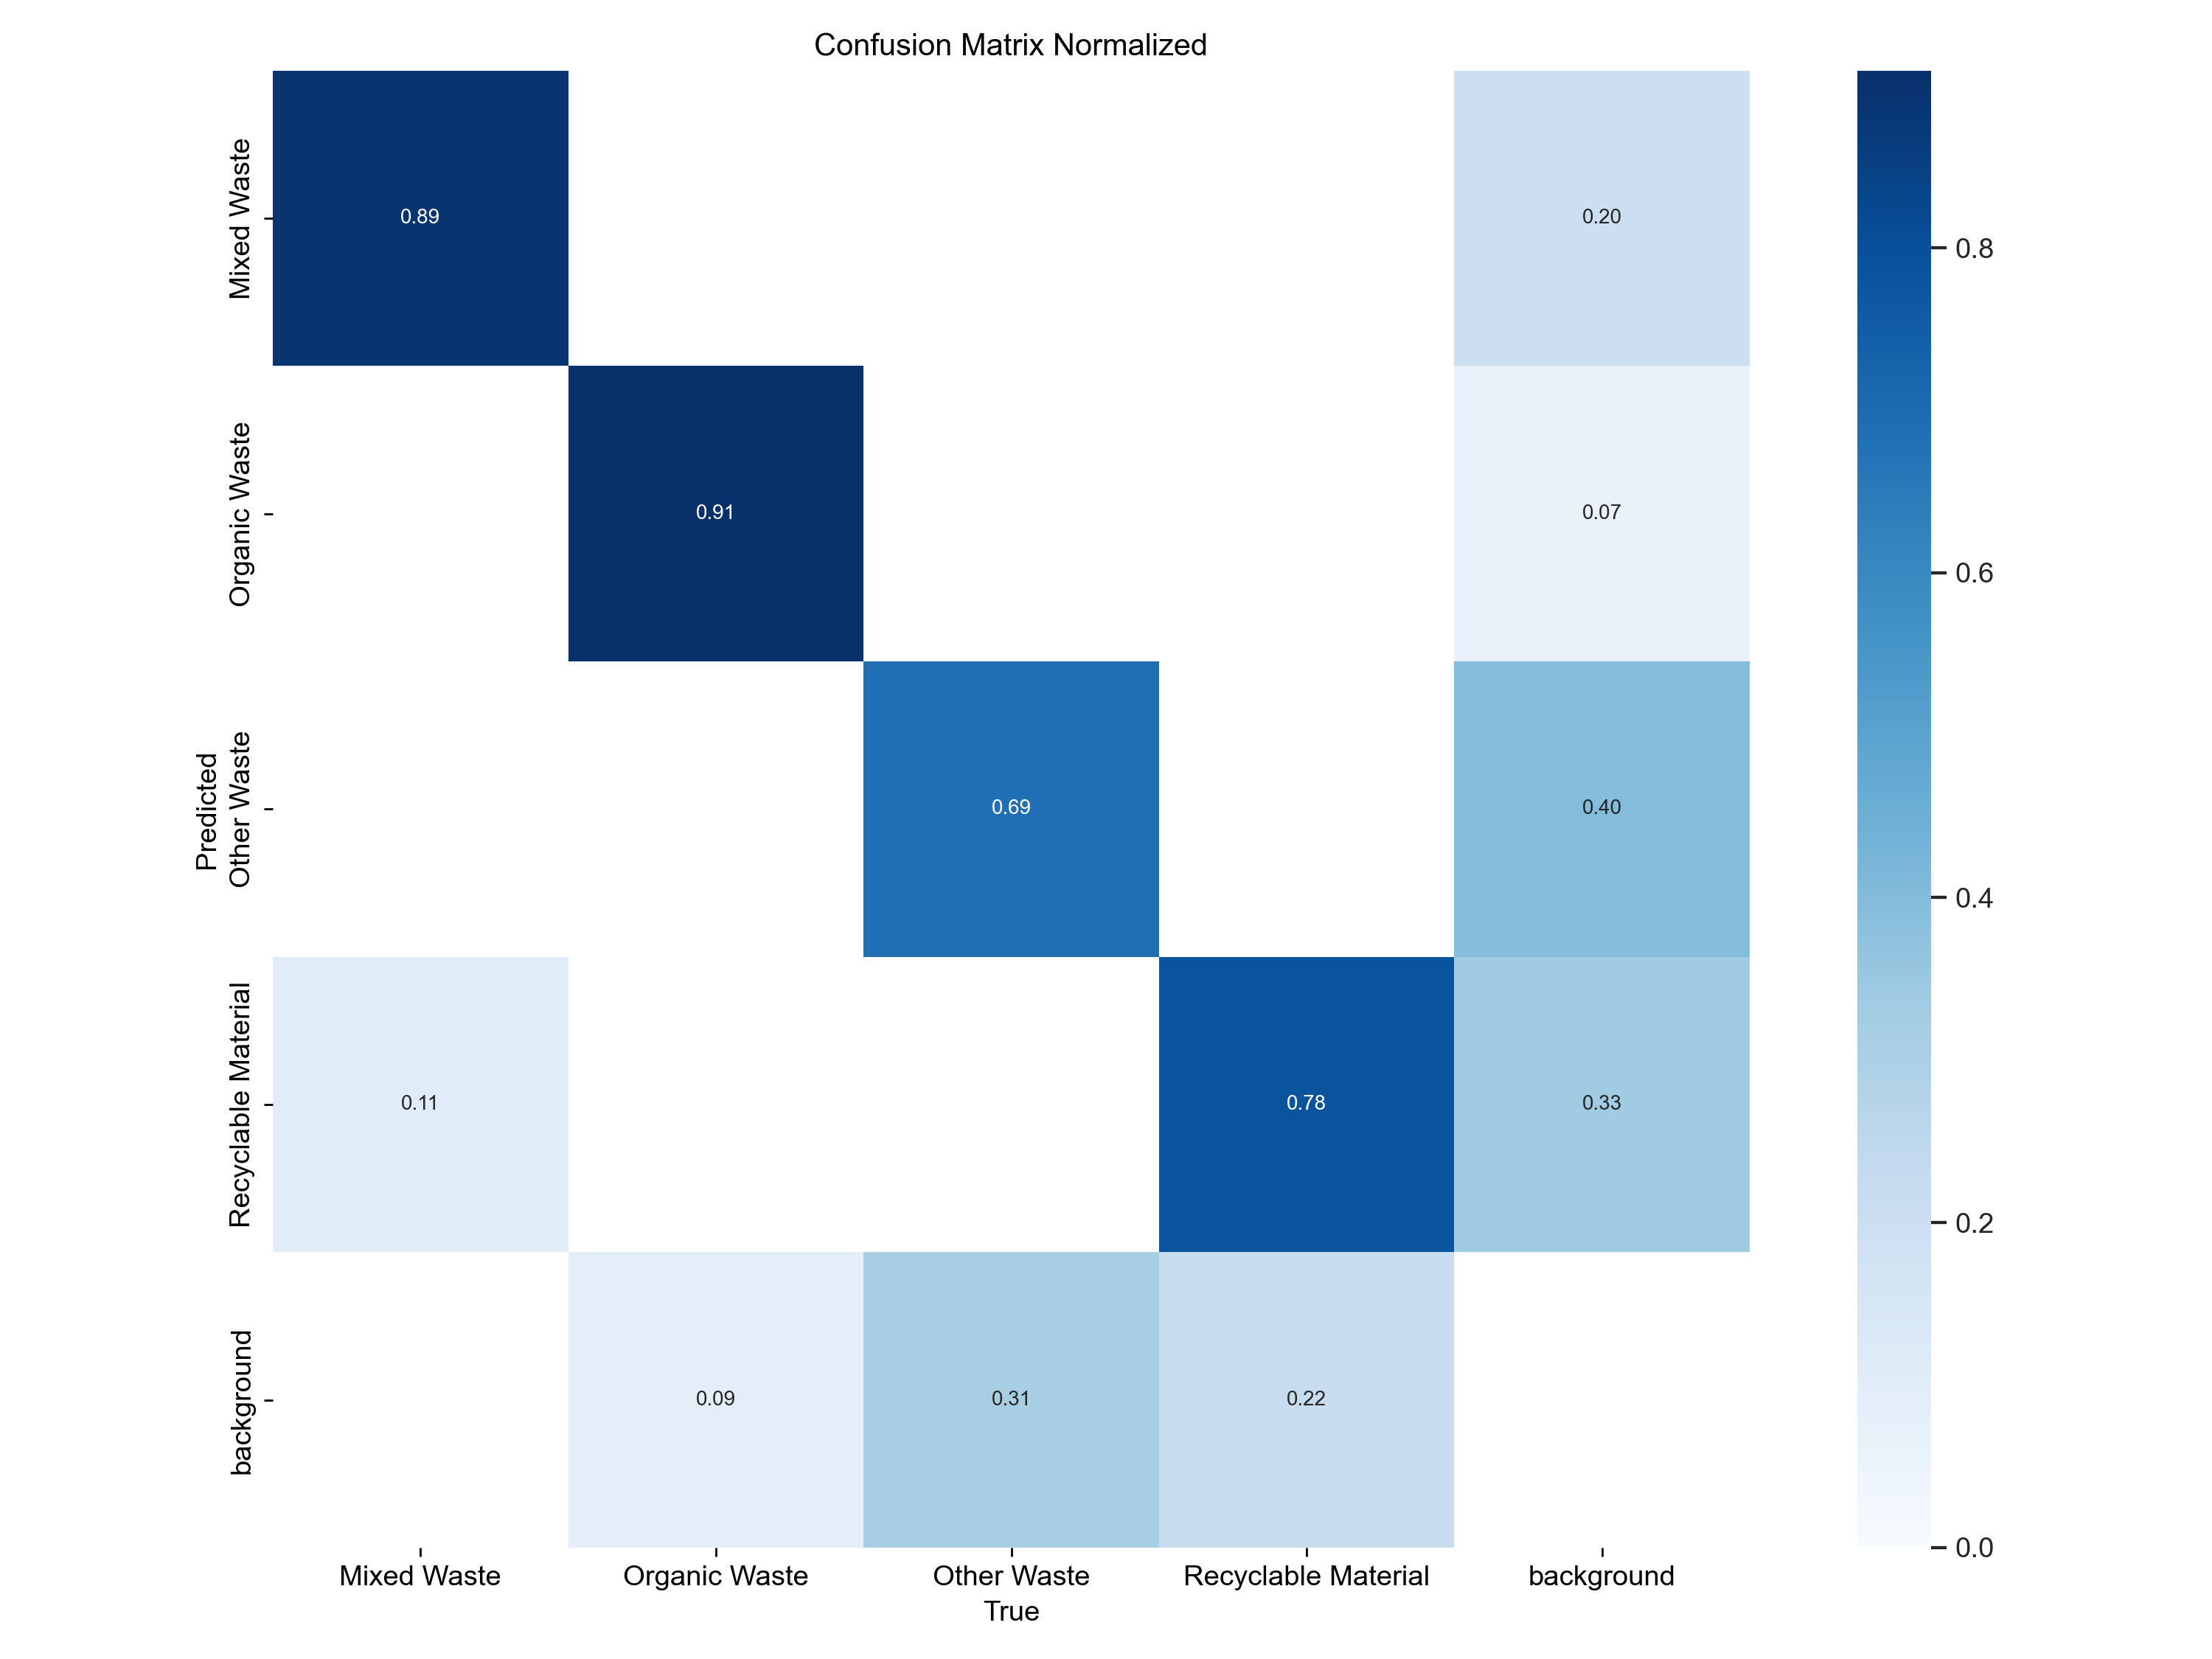 Confusion Matrix Normalized
Mixed Waste
0.89
0.20
0.8
Organic Waste
0.91
0.07
0.6
Predicted
Other Waste
0.69
0.40
0.4
Recyclable Material
0.11
0.78
0.33
0.2
background
0.09
0.31
0.22
0.0
Mixed Waste
Organic Waste
Other Waste
Recyclable Material
background
True